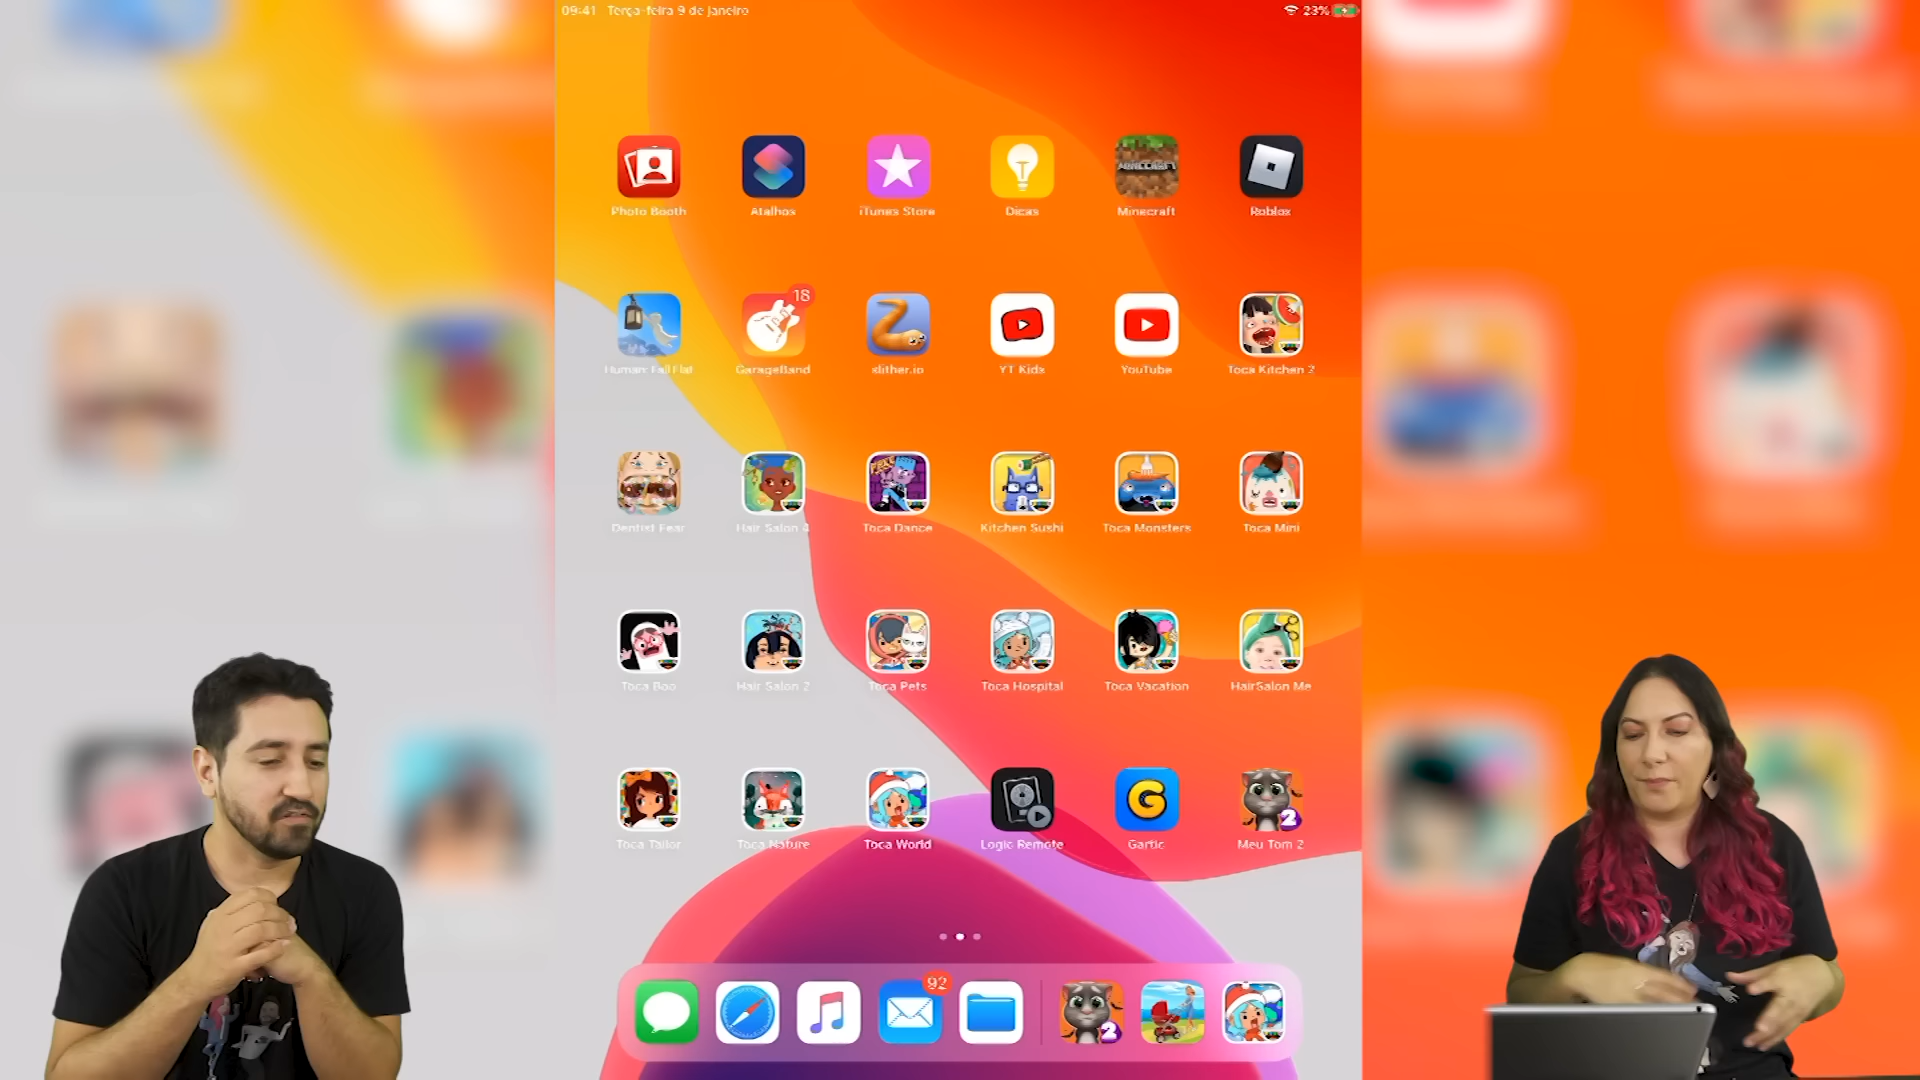 09:41 Terça-feira 9 de janeiro 23%
Photo Booth Atalhos iTunes Store Dicas Minecraft Roblox
18
Human: Fall Flat GarageBand slither.io YT Kids YouTube Toca Kitchen 2
FREE
Dentist Fear Hair Salon 4 Toca Dance Kitchen Sushi Toca Monsters Toca Mini
Toca Boo Hair Salon 2 Toca Pets Toca Hospital Toca Vacation HairSalon Me
G 2
Toca Tailor Toca Nature Toca World Logic Remote Gartic Meu Tom 2
92
2